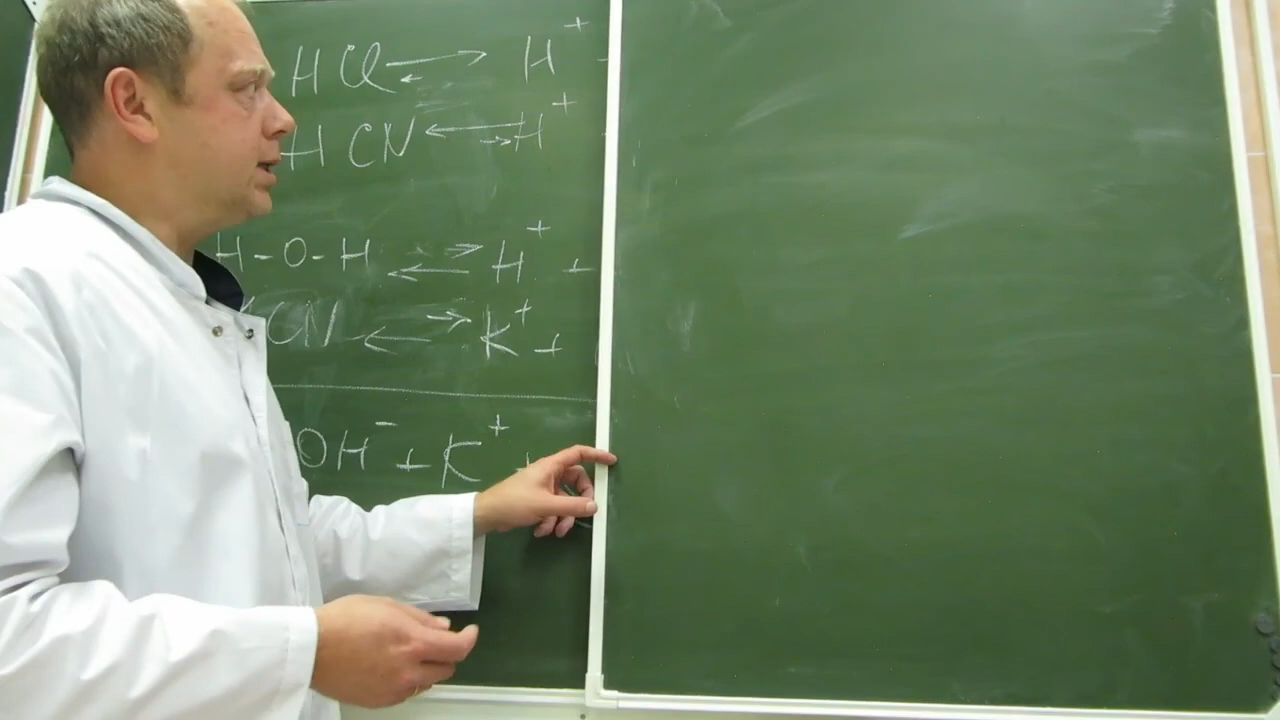 HCl ⇄ H⁺
HCN ⇄ H⁺
H-O-H ⇄ H⁺ +
CN ⇄ K⁺ +
OH⁻ + K⁺ +